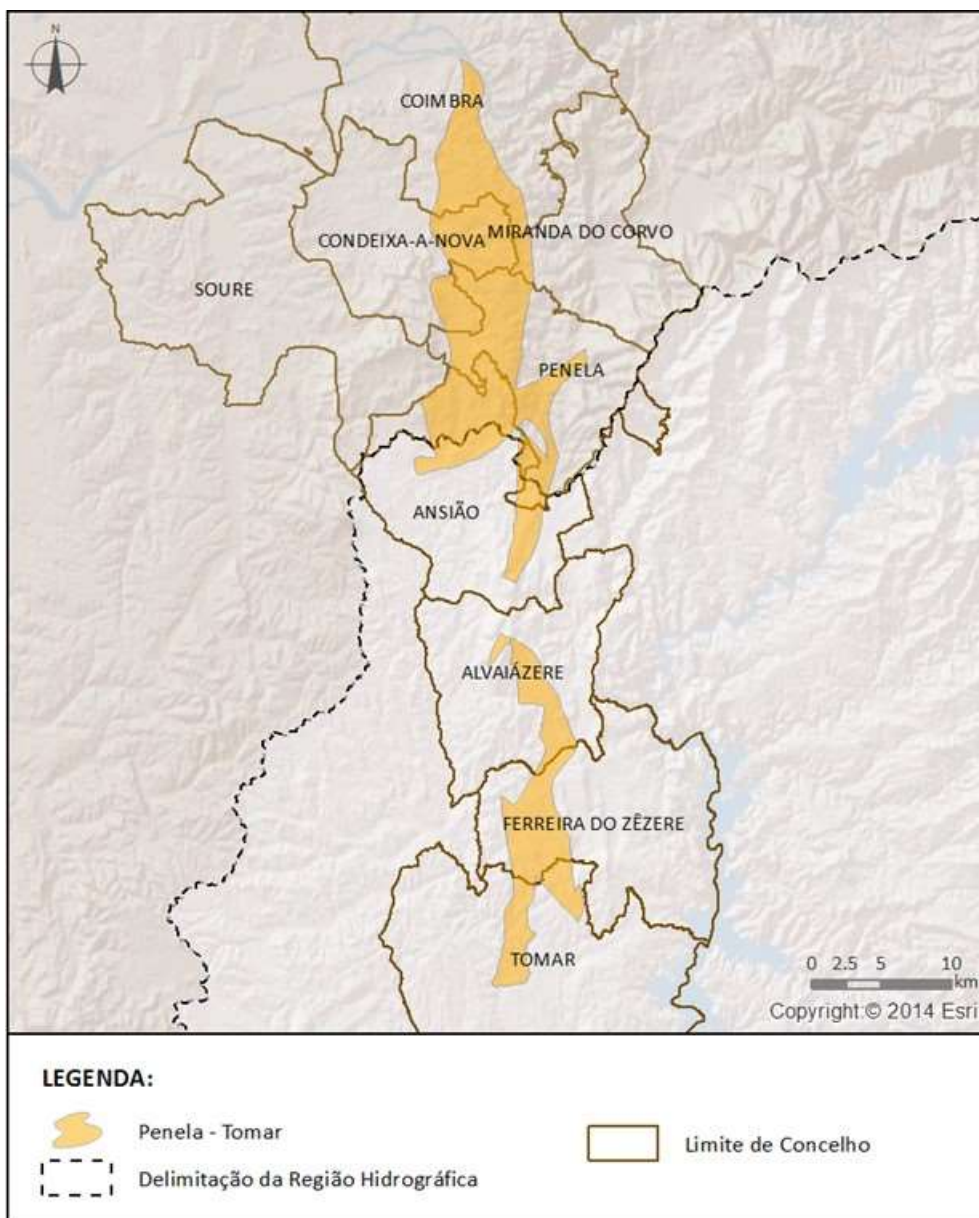 N
COIMBRA
CONDEIXA-A-NOVA
MIRANDA DO CORVO
SOURE
PENELA
ANSIÃO
ALVAIÁZERE
FERREIRA DO ZÊZERE
TOMAR
0 2.5 5 10
km
Copyright:© 2014 Esri
LEGENDA:
Penela - Tomar
Limite de Concelho
Delimitação da Região Hidrográfica